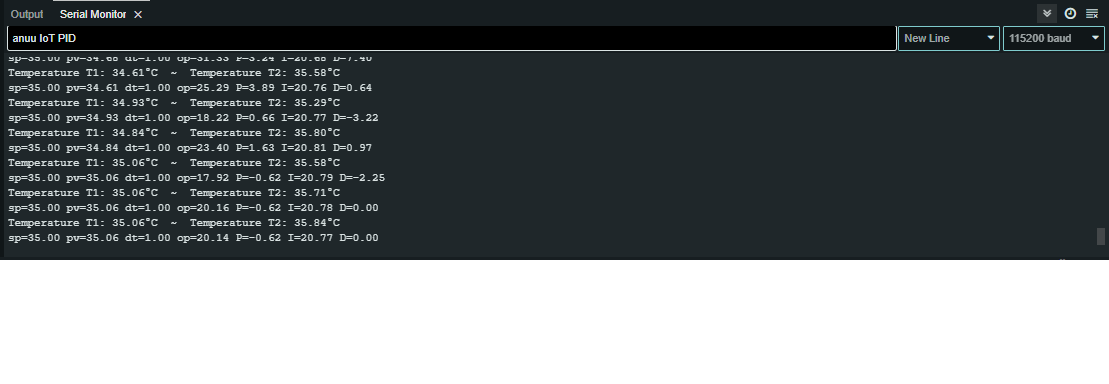 Output
Serial Monitor
anuu IoT PID
New Line
115200 baud
sp=35.00 pv=34.68 dt=1.00 op=31.33 P=3.24 I=20.68 D=7.40
Temperature T1: 34.61°C  ~  Temperature T2: 35.58°C
sp=35.00 pv=34.61 dt=1.00 op=25.29 P=3.89 I=20.76 D=0.64
Temperature T1: 34.93°C  ~  Temperature T2: 35.29°C
sp=35.00 pv=34.93 dt=1.00 op=18.22 P=0.66 I=20.77 D=-3.22
Temperature T1: 34.84°C  ~  Temperature T2: 35.80°C
sp=35.00 pv=34.84 dt=1.00 op=23.40 P=1.63 I=20.81 D=0.97
Temperature T1: 35.06°C  ~  Temperature T2: 35.58°C
sp=35.00 pv=35.06 dt=1.00 op=17.92 P=-0.62 I=20.79 D=-2.25
Temperature T1: 35.06°C  ~  Temperature T2: 35.71°C
sp=35.00 pv=35.06 dt=1.00 op=20.16 P=-0.62 I=20.78 D=0.00
Temperature T1: 35.06°C  ~  Temperature T2: 35.84°C
sp=35.00 pv=35.06 dt=1.00 op=20.14 P=-0.62 I=20.77 D=0.00